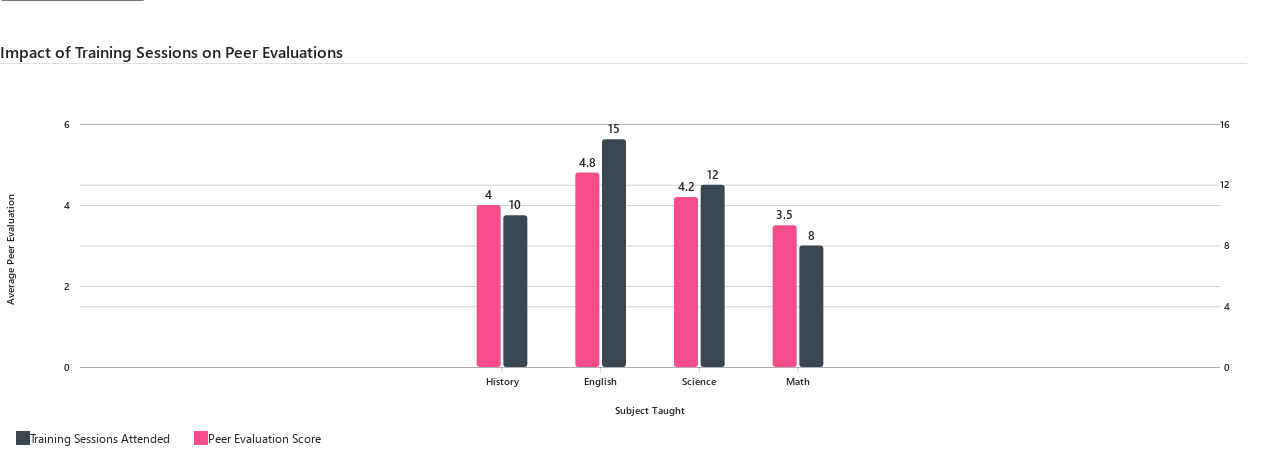 Impact of Training Sessions on Peer Evaluations
6
16
15
4.8
12
4.2
12
4
10
4
3.5
8
8
Average Peer Evaluation
2
4
0
0
History
English
Science
Math
Subject Taught
Training Sessions Attended
Peer Evaluation Score